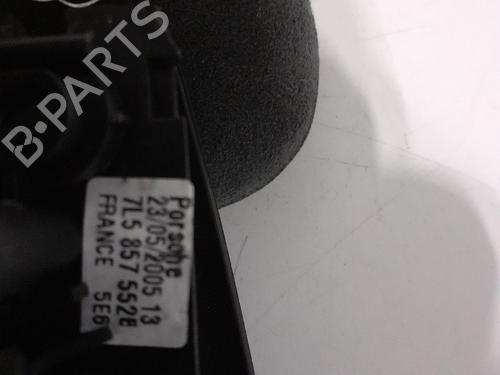 B-PARTS
Porsche
23/05/2005 13
7L5 857 552E
FRANCE 5E6